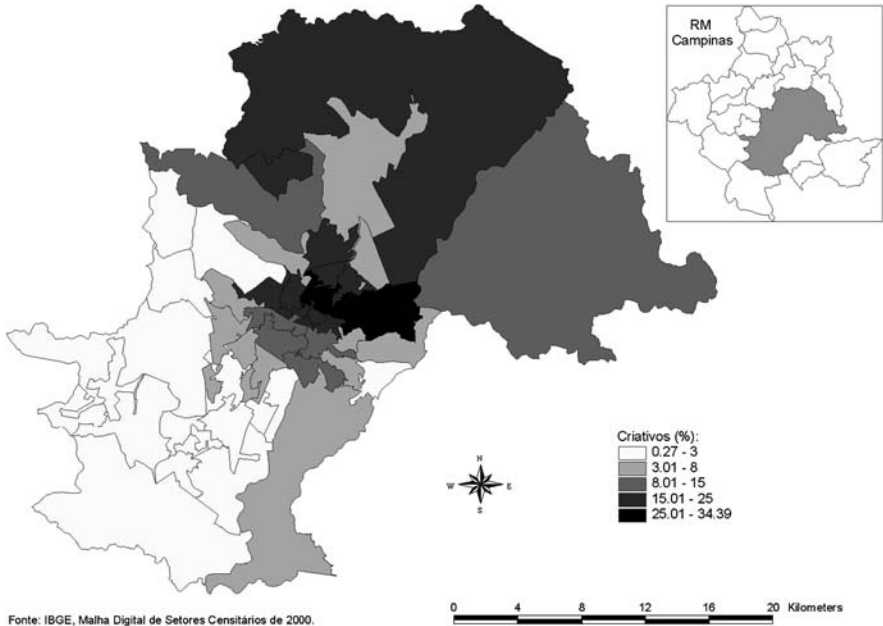 RM
Campinas
Criativos (%):
0.27 - 3
3.01 - 8
8.01 - 15
15.01 - 25
25.01 - 34.39
N
W E
S
0 4 8 12 16 20 Kilometers
Fonte: IBGE, Malha Digital de Setores Censitários de 2000.